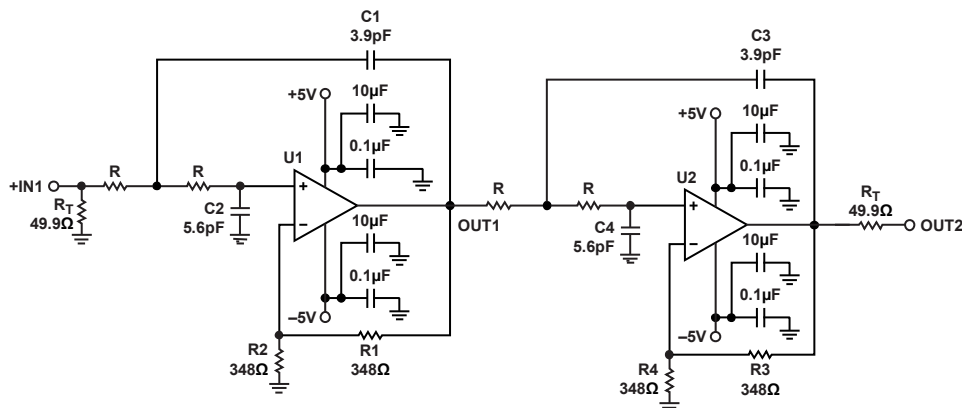 C1
3.9pF
C3
3.9pF
+5V
10µF
0.1µF
+5V
10µF
0.1µF
U1
U2
+IN1
R
R
R_T
49.9Ω
C2
5.6pF
+
−
OUT1
R
R
C4
5.6pF
+
−
R_T
49.9Ω
OUT2
10µF
0.1µF
–5V
10µF
0.1µF
–5V
R2
348Ω
R1
348Ω
R4
348Ω
R3
348Ω